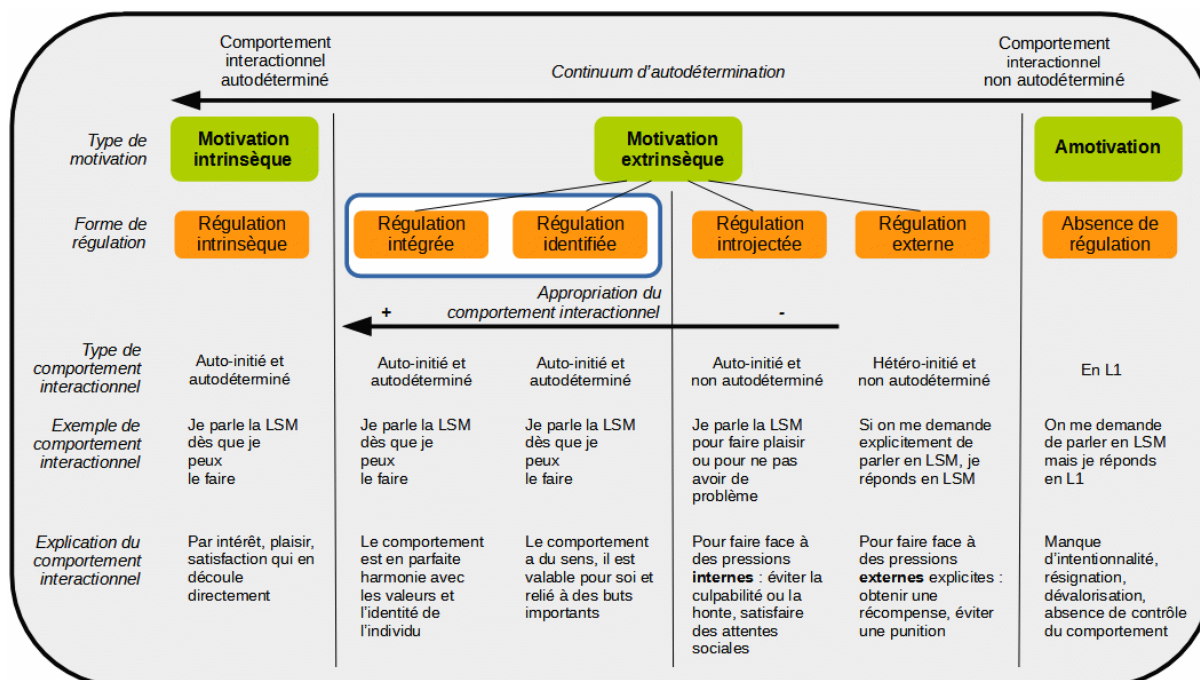 Comportement
interactionnel
autodéterminé
Continuum d'autodétermination
Comportement
interactionnel
non autodéterminé
Type de
motivation
Motivation
intrinsèque
Motivation
extrinsèque
Amotivation
Forme de
régulation
Régulation
intrinsèque
Régulation
intégrée
Régulation
identifiée
Régulation
introjectée
Régulation
externe
Absence de
régulation
+
Appropriation du
comportement interactionnel
-
Type de
comportement
interactionnel
Auto-initié et
autodéterminé
Auto-initié et
autodéterminé
Auto-initié et
autodéterminé
Auto-initié et
non autodéterminé
Hétéro-initié et
non autodéterminé
En L1
Exemple de
comportement
interactionnel
Je parle la LSM
dès que je
peux
le faire
Je parle la LSM
dès que je
peux
le faire
Je parle la LSM
dès que je
peux
le faire
Je parle la LSM
pour faire plaisir
ou pour ne pas
avoir de
problème
Si on me demande
explicitement de
parler en LSM, je
réponds en LSM
On me demande
de parler en LSM
mais je réponds
en L1
Explication du
comportement
interactionnel
Par intérêt, plaisir,
satisfaction qui en
découle
directement
Le comportement
est en parfaite
harmonie avec
les valeurs et
l'identité de
l'individu
Le comportement
a du sens, il est
valable pour soi et
relié à des buts
importants
Pour faire face à
des pressions
internes : éviter la
culpabilité ou la
honte, satisfaire
des attentes
sociales
Pour faire face à
des pressions
externes explicites :
obtenir une
récompense, éviter
une punition
Manque
d'intentionnalité,
résignation,
dévalorisation,
absence de contrôle
du comportement